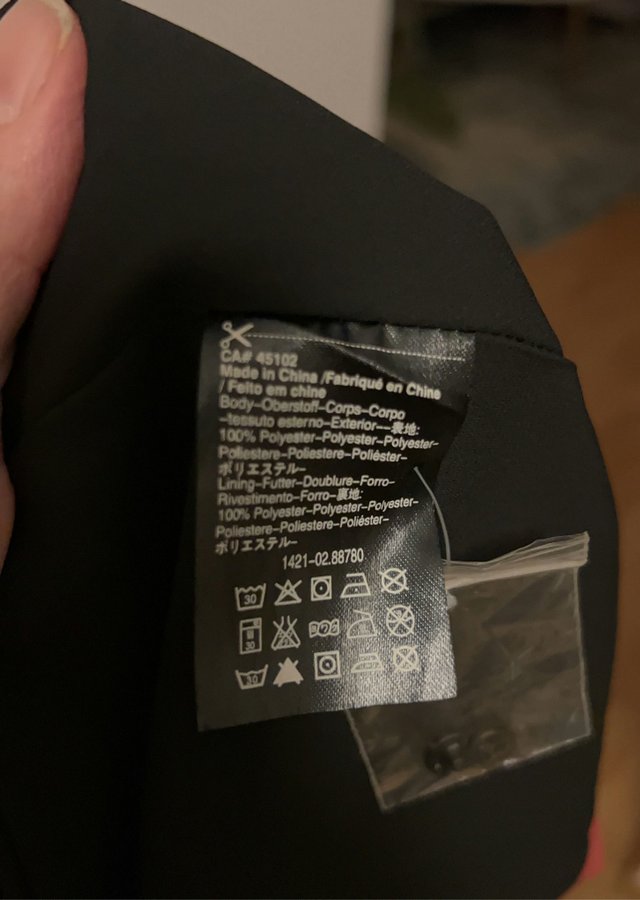 CA# 45102
Made in China /Fabriqué en Chine
/ Feito em chine
Body-Oberstoff-Corps-Corpo
-tessuto esterno-Exterior--表地:
100% Polyester-Polyester-Polyester-
Poliestere-Poliestere-Poliéster-
ポリエステル-
Lining-Futter-Doublure-Forro-
Rivestimento-Forro-裏地:
100% Polyester-Polyester-Polyester-
Poliestere-Poliestere-Poliéster-
ポリエステル-
1421-02.88780
30
30
30